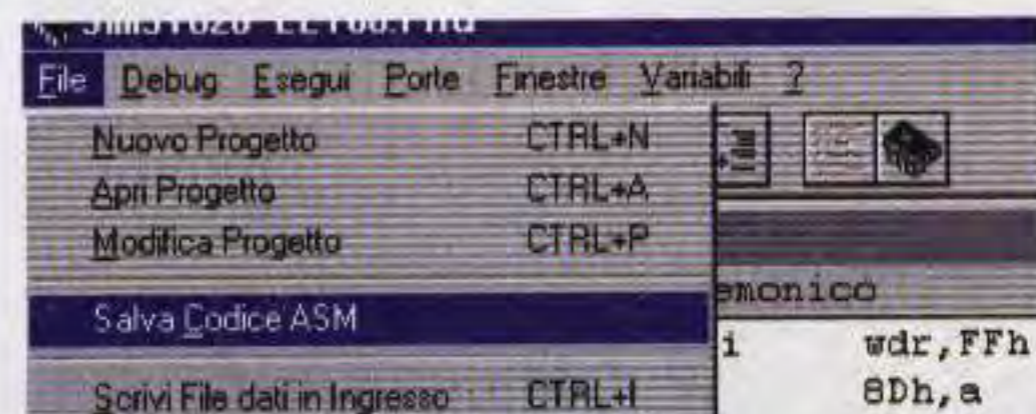 File Debug Esegui Porte Finestre Variabili ?
Nuovo Progetto CTRL+N
Apri Progetto CTRL+A
Modifica Progetto CTRL+P
emonico
Salva Codice ASM
i wdr,FFh
Scrivi File dati in Ingresso CTRL+I
8Dh,a